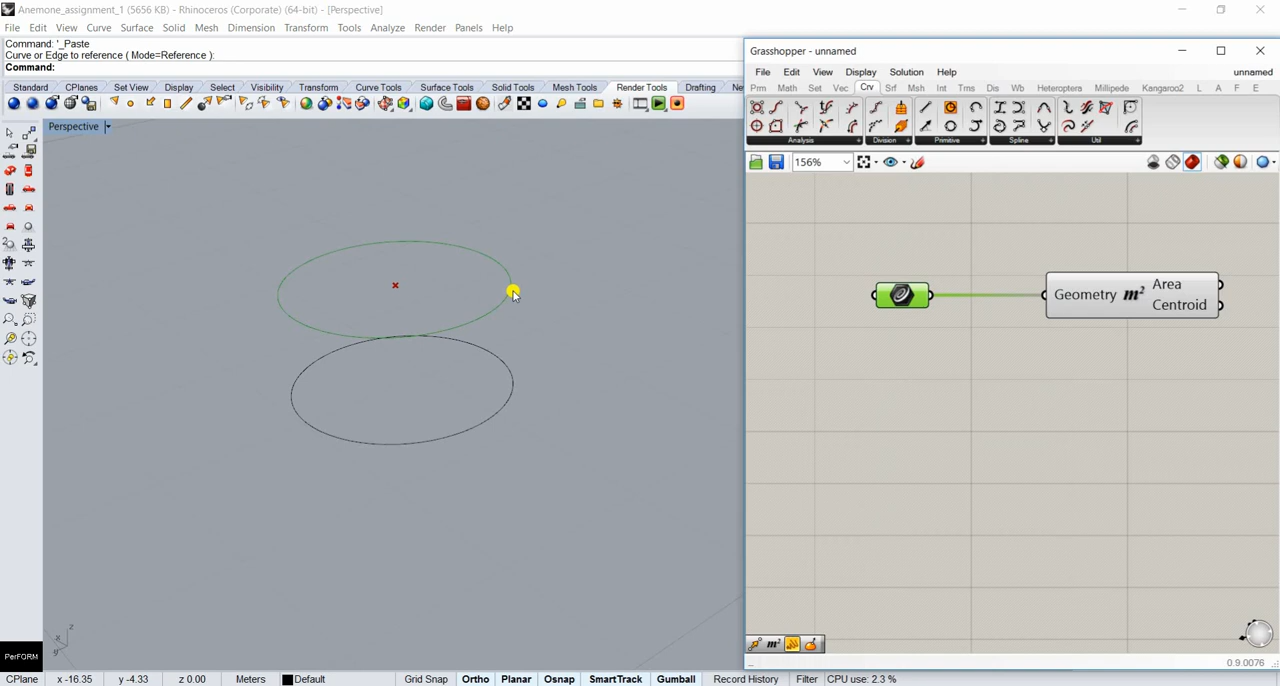 Anemone_assignment_1 (5656 KB) - Rhinoceros (Corporate) (64-bit) - [Perspective]
File Edit View Curve Surface Solid Mesh Dimension Transform Tools Analyze Render Panels Help
Command: '_Paste
Curve or Edge to reference ( Mode=Reference ):
Command:
Standard CPlanes Set View Display Select Visibility Transform Curve Tools Surface Tools Solid Tools Mesh Tools Render Tools Drafting Ne
Perspective
Grasshopper - unnamed
File Edit View Display Solution Help unnamed
Prm Math Set Vec Crv Srf Msh Int Trns Dis Wb Heteroptera Millipede Kangaroo2 L A F E
Analysis Division Primitive Spline Util
156%
Geometry m² Area
Centroid
m²
0.9.0076
z
x
y
PerFORM
CPlane x -16.35 y -4.33 z 0.00 Meters Default Grid Snap Ortho Planar Osnap SmartTrack Gumball Record History Filter CPU use: 2.3 %